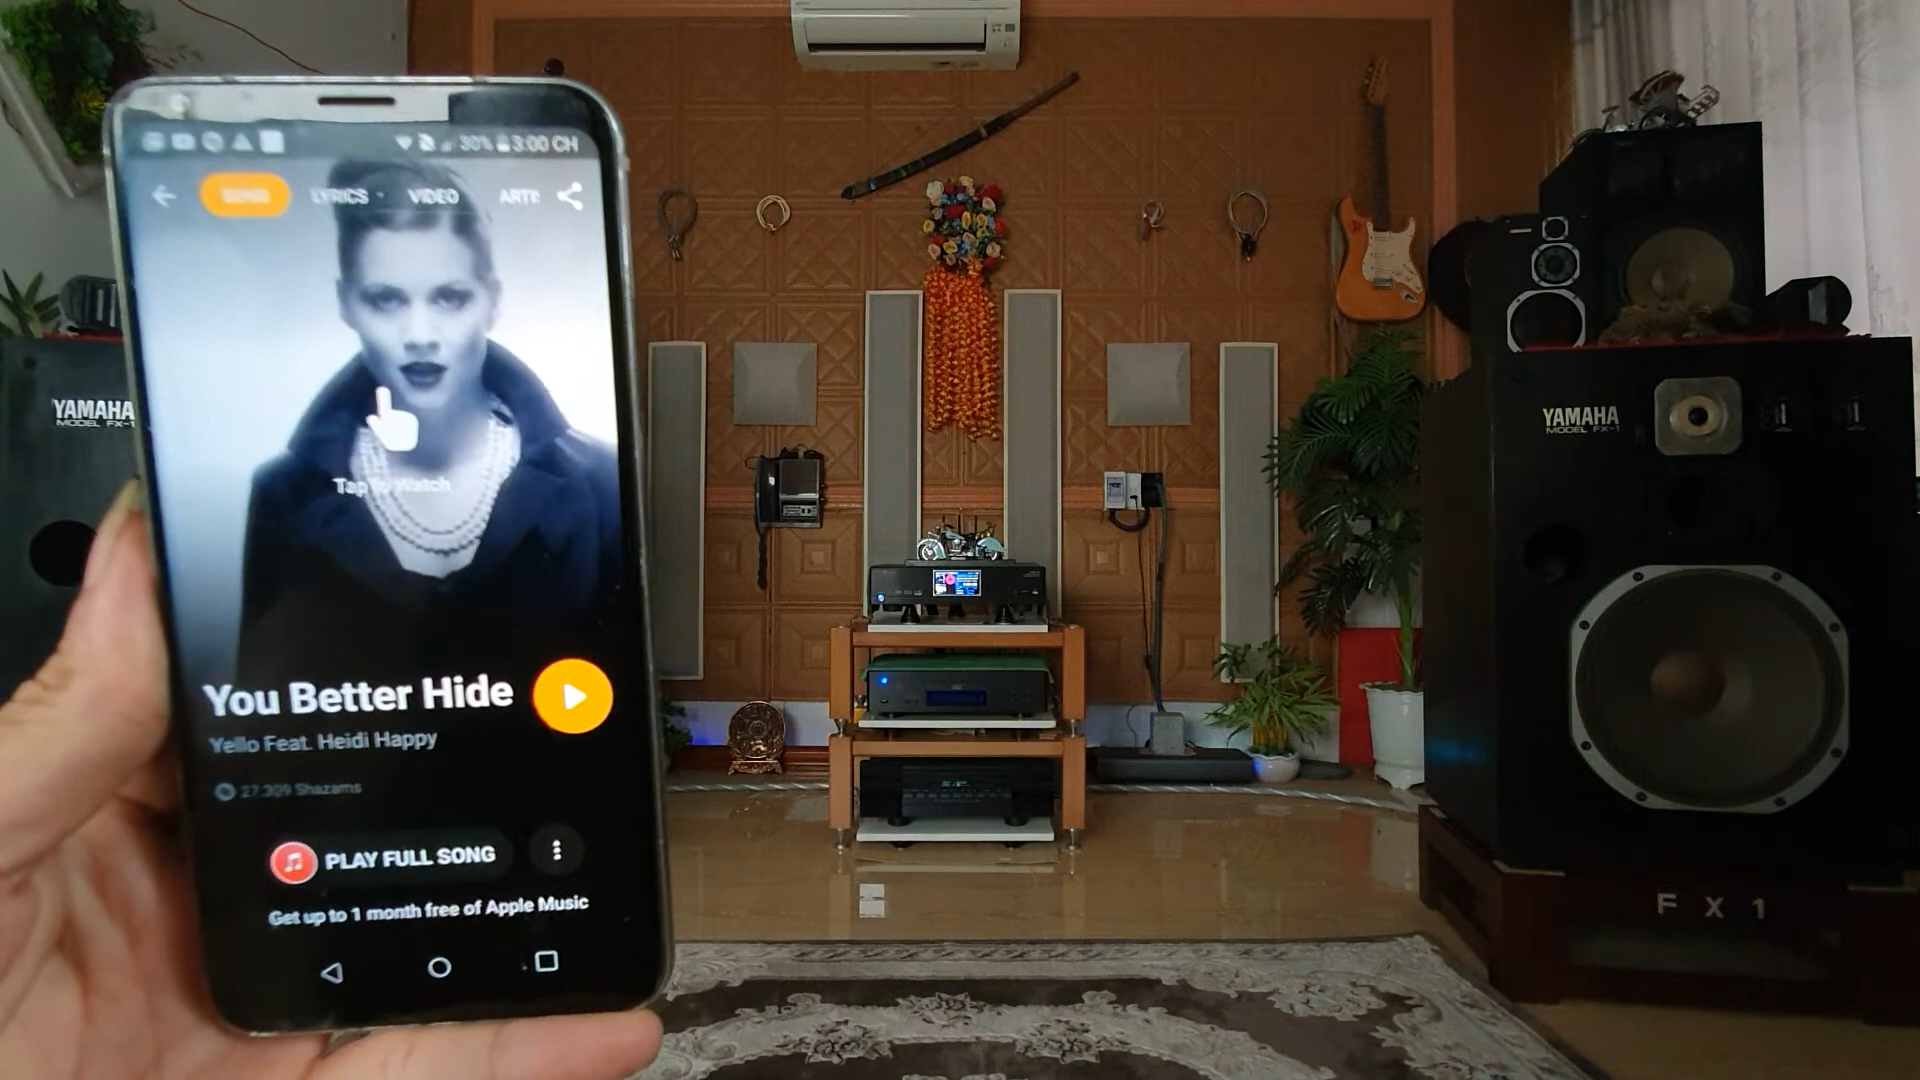 30% 3:00 CH
SONG LYRICS VIDEO ARTI
Tap to Watch
You Better Hide
Yello Feat. Heidi Happy
27,309 Shazams
PLAY FULL SONG
Get up to 1 month free of Apple Music
YAMAHA
MODEL FX-1
YAMAHA
MODEL FX-1
F X 1